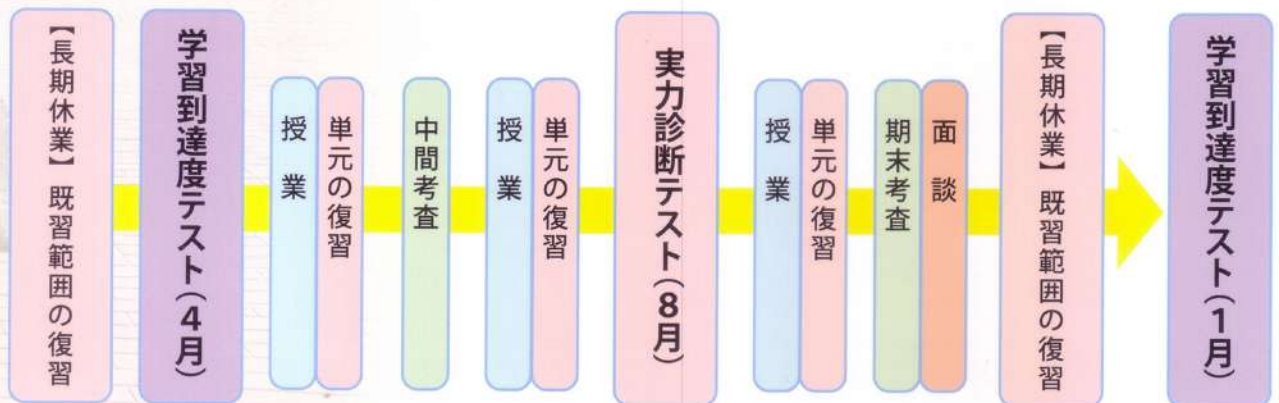 【長期休業】既習範囲の復習
学習到達度テスト(4月)
授業
単元の復習
中間考査
授業
単元の復習
実力診断テスト(8月)
授業
単元の復習
期末考査
面談
【長期休業】既習範囲の復習
学習到達度テスト(1月)